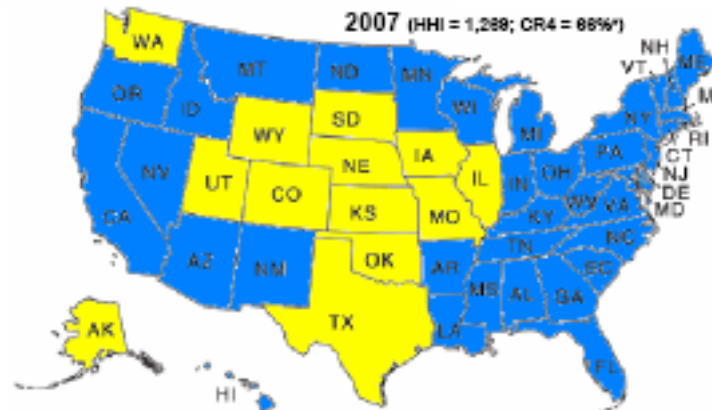 2007 (HHI = 1,269; CR4 = 66%*)
WA
MT
ND
MN
NH
VT
ME
OR
ID
WI
NY
M
SD
MI
RI
WY
CT
PA
IA
NJ
NE
OH
IL
IN
NV
DE
UT
CO
MD
WV
VA
KS
MO
KY
CA
NC
TN
OK
AZ
NM
AR
SC
MS
AL
GA
TX
AK
LA
FL
HI